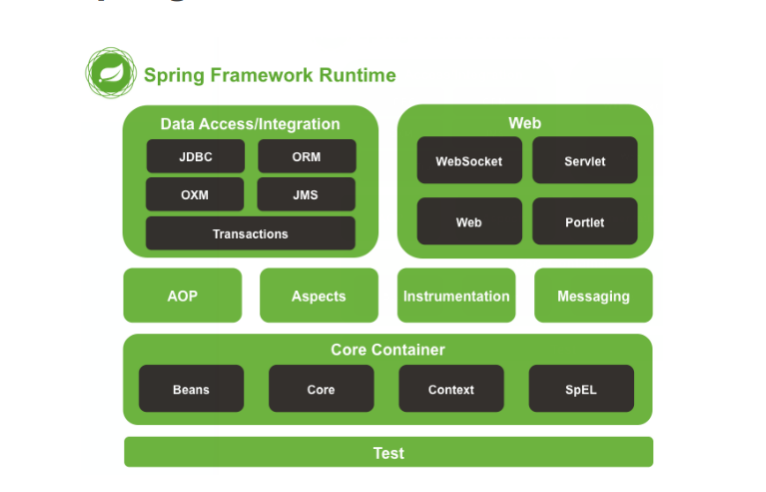 Spring Framework Runtime
Data Access/Integration
JDBC
ORM
OXM
JMS
Transactions
Web
WebSocket
Servlet
Web
Portlet
AOP
Aspects
Instrumentation
Messaging
Core Container
Beans
Core
Context
SpEL
Test